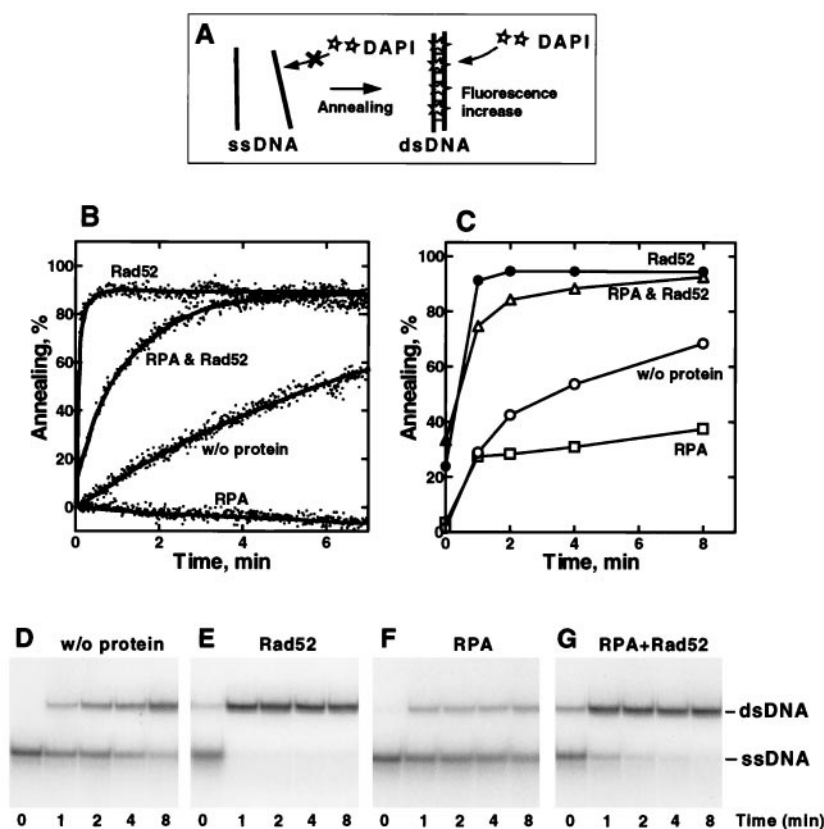 A
DAPI
DAPI
Annealing
Fluorescence
increase
ssDNA
dsDNA
B
C
100
80
60
40
20
0
Annealing, %
Rad52
RPA & Rad52
w/o protein
RPA
0 2 4 6
Time, min
100
80
60
40
20
0
Annealing, %
Rad52
RPA & Rad52
w/o protein
RPA
0 2 4 6 8
Time, min
D w/o protein E Rad52 F RPA G RPA+Rad52
dsDNA
ssDNA
0 1 2 4 8 0 1 2 4 8 0 1 2 4 8 0 1 2 4 8 Time (min)